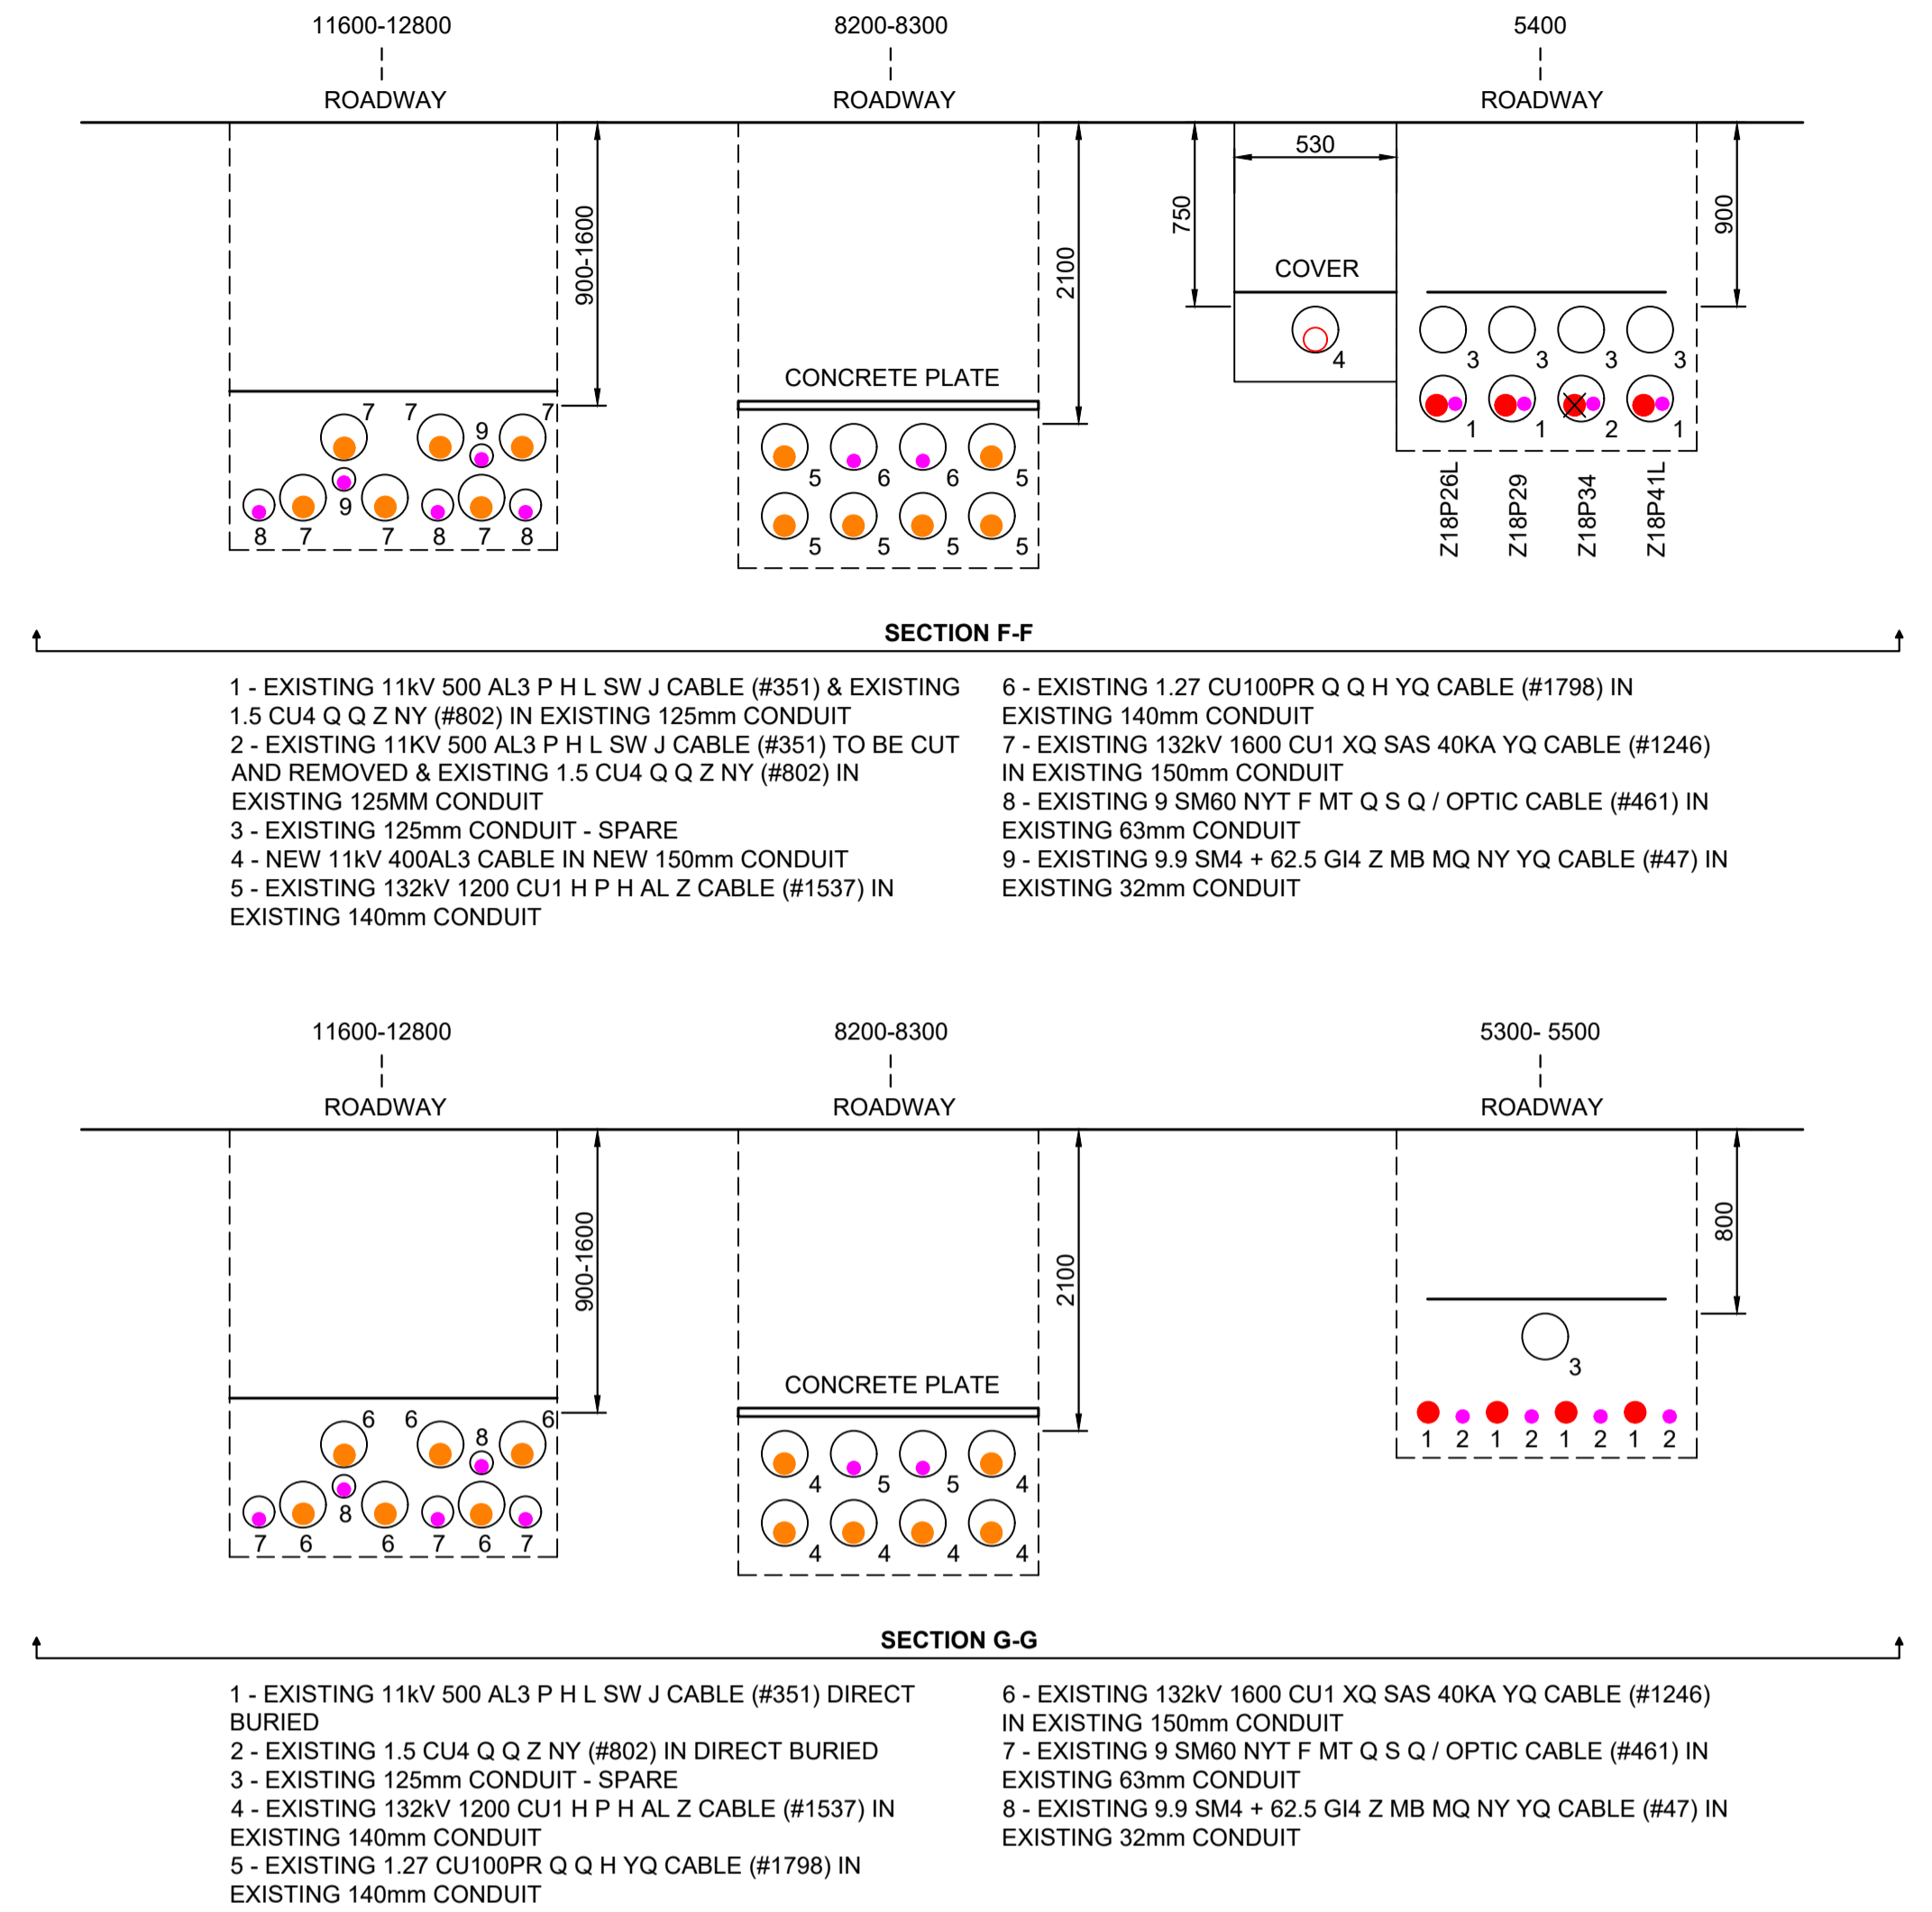 11600-12800
8200-8300
5400
ROADWAY
ROADWAY
ROADWAY
530
750
900
900-1600
2100
COVER
CONCRETE PLATE
4
3 3 3 3
1 1 2 1
7 7 7
9
9
8 7 7 8 7 8
5 6 6 5
5 5 5 5
Z18P26L
Z18P29
Z18P34
Z18P41L
SECTION F-F
1 - EXISTING 11kV 500 AL3 P H L SW J CABLE (#351) & EXISTING
1.5 CU4 Q Q Z NY (#802) IN EXISTING 125mm CONDUIT
2 - EXISTING 11KV 500 AL3 P H L SW J CABLE (#351) TO BE CUT
AND REMOVED & EXISTING 1.5 CU4 Q Q Z NY (#802) IN
EXISTING 125MM CONDUIT
3 - EXISTING 125mm CONDUIT - SPARE
4 - NEW 11kV 400AL3 CABLE IN NEW 150mm CONDUIT
5 - EXISTING 132kV 1200 CU1 H P H AL Z CABLE (#1537) IN
EXISTING 140mm CONDUIT
6 - EXISTING 1.27 CU100PR Q Q H YQ CABLE (#1798) IN
EXISTING 140mm CONDUIT
7 - EXISTING 132kV 1600 CU1 XQ SAS 40KA YQ CABLE (#1246)
IN EXISTING 150mm CONDUIT
8 - EXISTING 9 SM60 NYT F MT Q S Q / OPTIC CABLE (#461) IN
EXISTING 63mm CONDUIT
9 - EXISTING 9.9 SM4 + 62.5 GI4 Z MB MQ NY YQ CABLE (#47) IN
EXISTING 32mm CONDUIT
11600-12800
8200-8300
5300- 5500
ROADWAY
ROADWAY
ROADWAY
900-1600
2100
800
CONCRETE PLATE
3
1 2 1 2 1 2 1 2
6 6 6
8
8
7 6 6 7 6 7
4 5 5 4
4 4 4 4
SECTION G-G
1 - EXISTING 11kV 500 AL3 P H L SW J CABLE (#351) DIRECT
BURIED
2 - EXISTING 1.5 CU4 Q Q Z NY (#802) IN DIRECT BURIED
3 - EXISTING 125mm CONDUIT - SPARE
4 - EXISTING 132kV 1200 CU1 H P H AL Z CABLE (#1537) IN
EXISTING 140mm CONDUIT
5 - EXISTING 1.27 CU100PR Q Q H YQ CABLE (#1798) IN
EXISTING 140mm CONDUIT
6 - EXISTING 132kV 1600 CU1 XQ SAS 40KA YQ CABLE (#1246)
IN EXISTING 150mm CONDUIT
7 - EXISTING 9 SM60 NYT F MT Q S Q / OPTIC CABLE (#461) IN
EXISTING 63mm CONDUIT
8 - EXISTING 9.9 SM4 + 62.5 GI4 Z MB MQ NY YQ CABLE (#47) IN
EXISTING 32mm CONDUIT